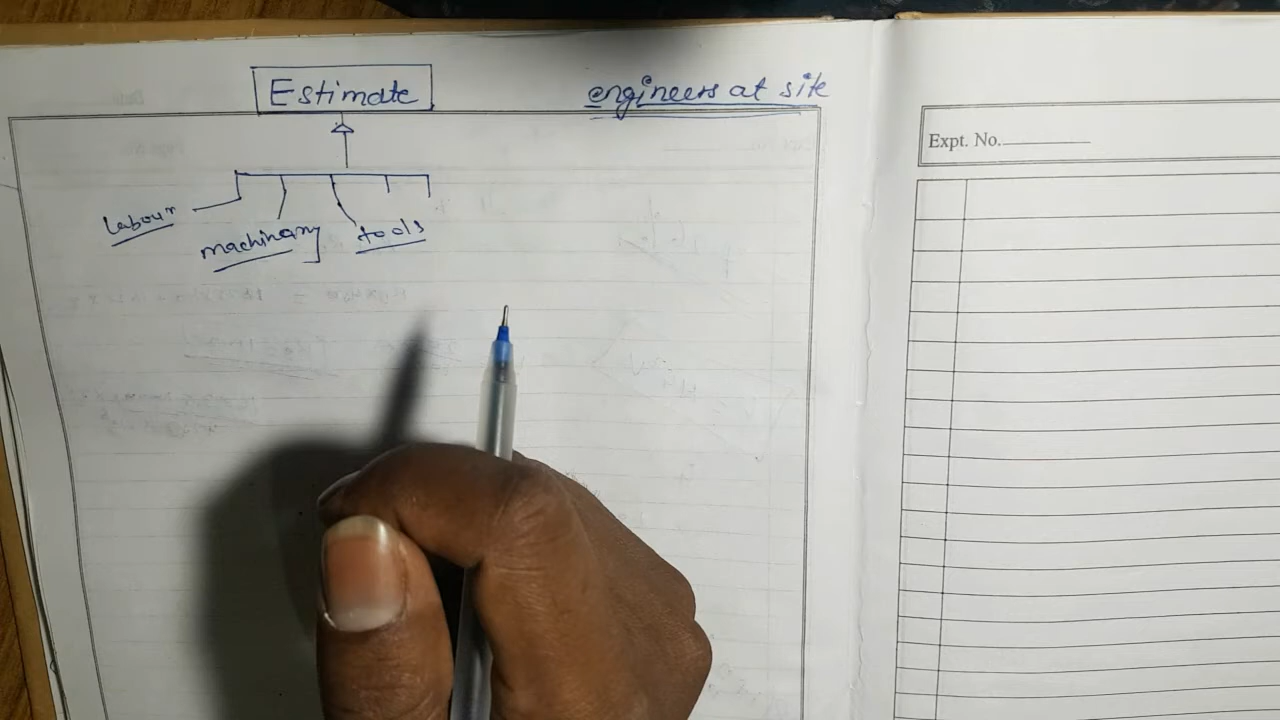 Estimate
engineers at site
Expt. No.
Labour
machinary
tools